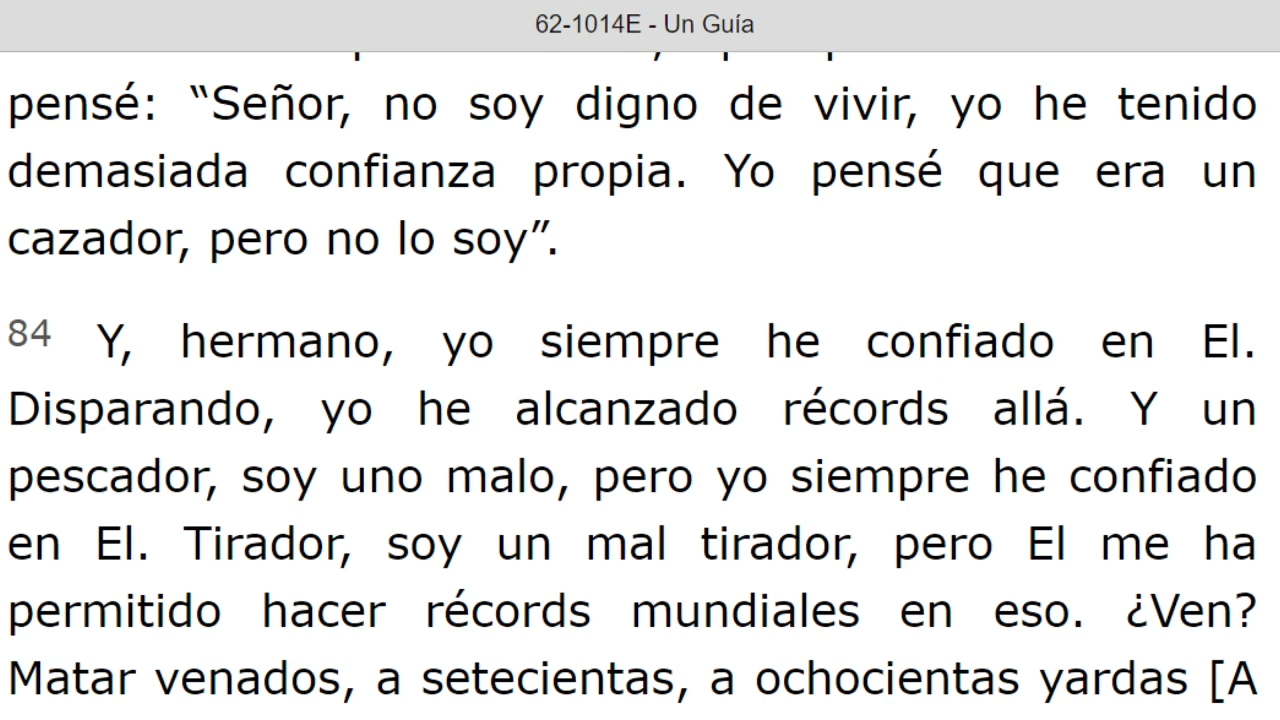 62-1014E - Un Guía
pensé: “Señor, no soy digno de vivir, yo he tenido
demasiada confianza propia. Yo pensé que era un
cazador, pero no lo soy”.
84 Y, hermano, yo siempre he confiado en El.
Disparando, yo he alcanzado récords allá. Y un
pescador, soy uno malo, pero yo siempre he confiado
en El. Tirador, soy un mal tirador, pero El me ha
permitido hacer récords mundiales en eso. ¿Ven?
Matar venados, a setecientas, a ochocientas yardas [A